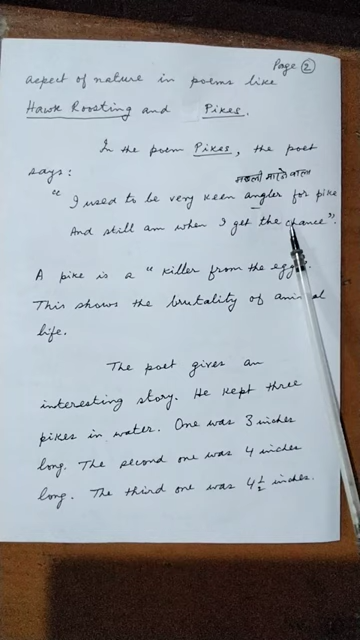 Page 2
aspect of nature in poems like
Hawk Roosting and Pikes.
In the poem Pikes, the poet
says:
मछली मारने वाला
"I used to be very keen angler for pike
And still am when I get the chance".
A pike is a "killer from the egg".
This shows the brutality of animal
life.
The poet gives an
interesting story. He kept three
pikes in water. One was 3 inches
long. The second one was 4 inches
long. The third one was 4½ inches.